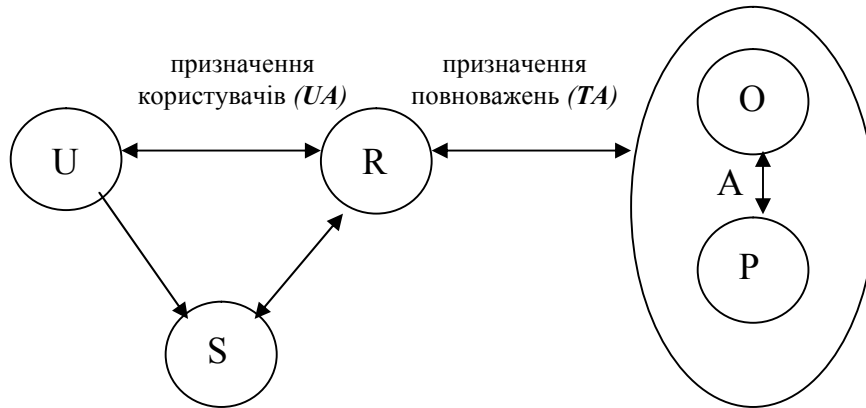 призначення
користувачів (UA)
призначення
повноважень (TA)
O
U
R
A
P
S